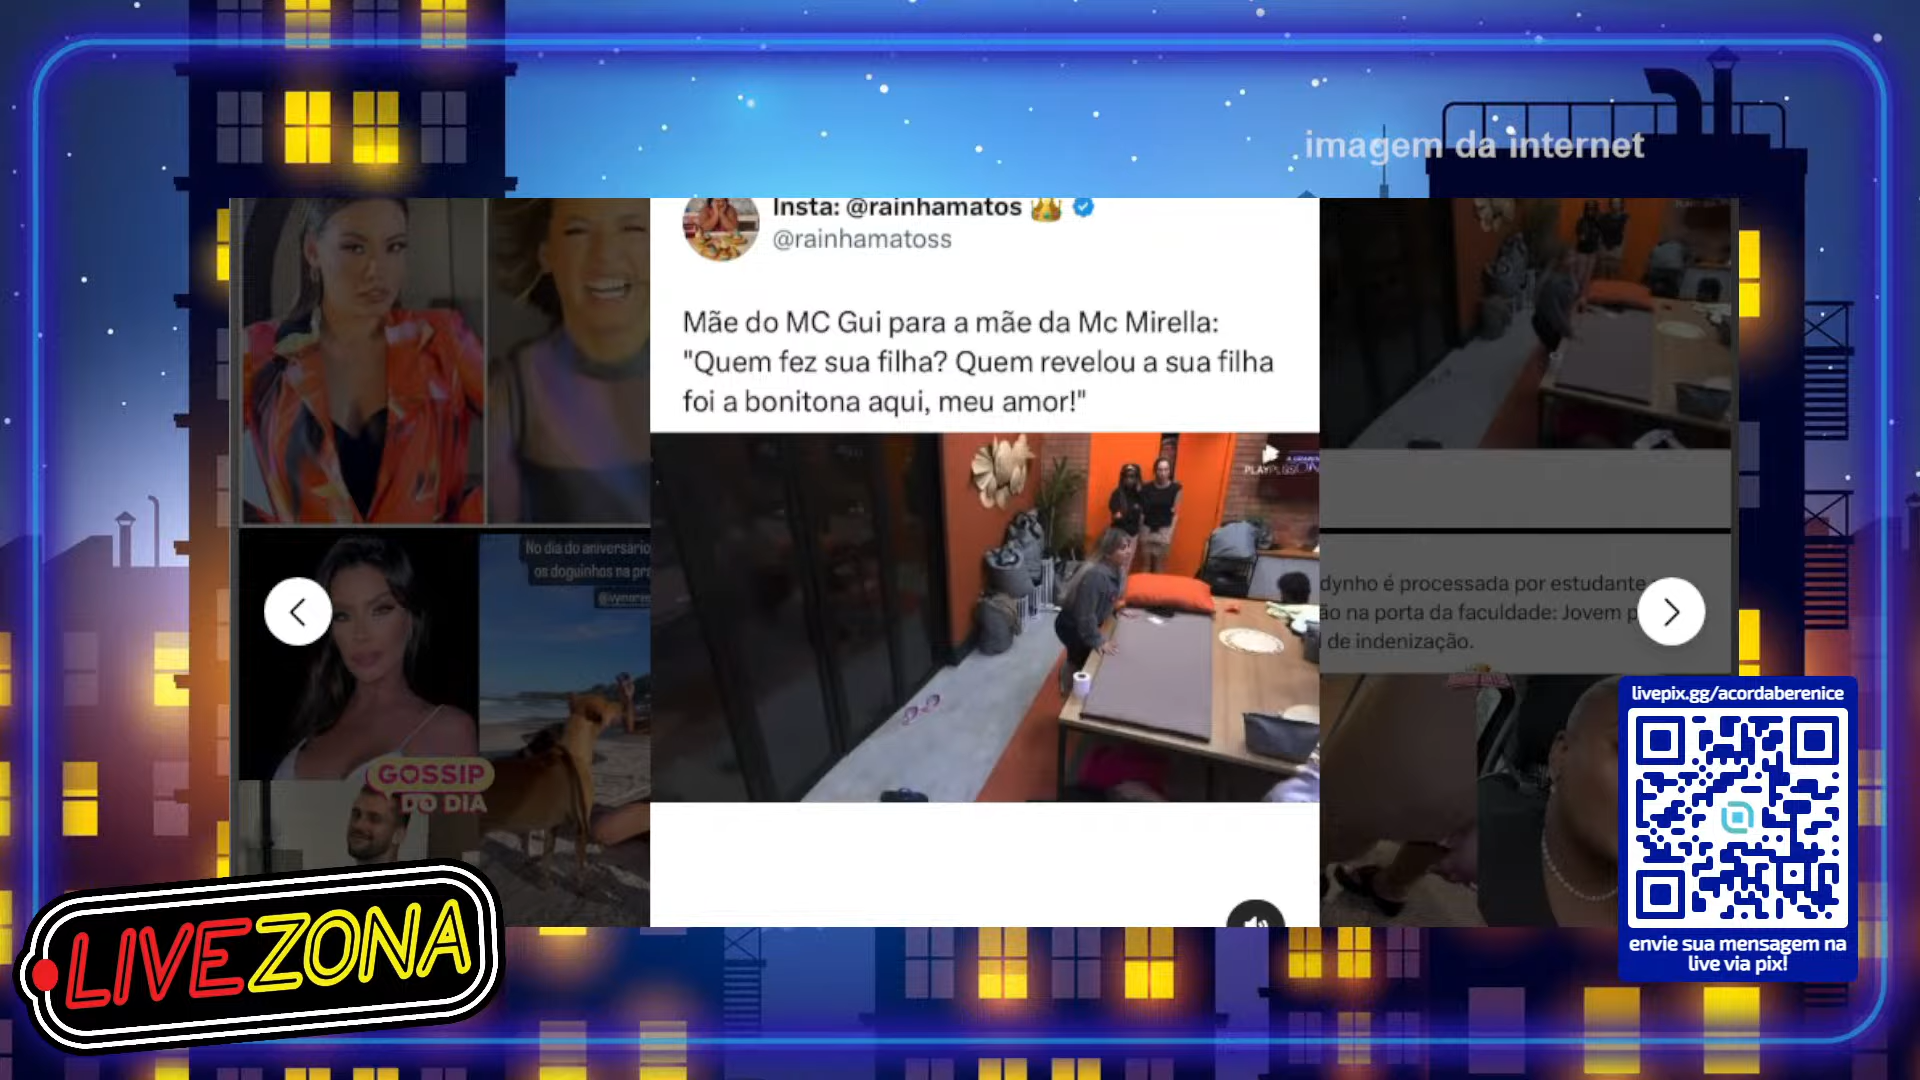 imagem da internet
Insta: @rainhamatos
@rainhamatoss
Mãe do MC Gui para a mãe da Mc Mirella:
"Quem fez sua filha? Quem revelou a sua filha
foi a bonitona aqui, meu amor!"
PLAYPLUS
No dia do aniversário
os doguinhos na pra
GOSSIP
DO DIA
dynho é processada por estudante
ão na porta da faculdade: Jovem p
l de indenização.
LIVEZONA
livepix.gg/acordaberenice
envie sua mensagem na
live via pix!